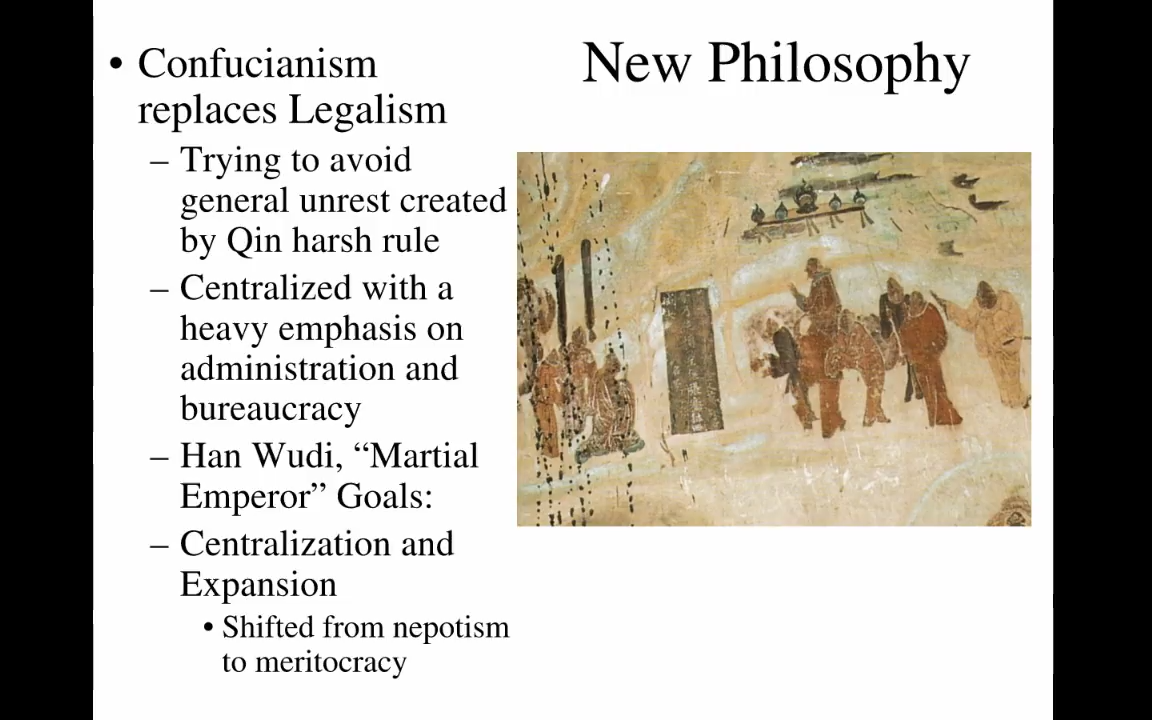 New Philosophy
• Confucianism
replaces Legalism
– Trying to avoid
general unrest created
by Qin harsh rule
– Centralized with a
heavy emphasis on
administration and
bureaucracy
– Han Wudi, “Martial
Emperor” Goals:
– Centralization and
Expansion
• Shifted from nepotism
to meritocracy